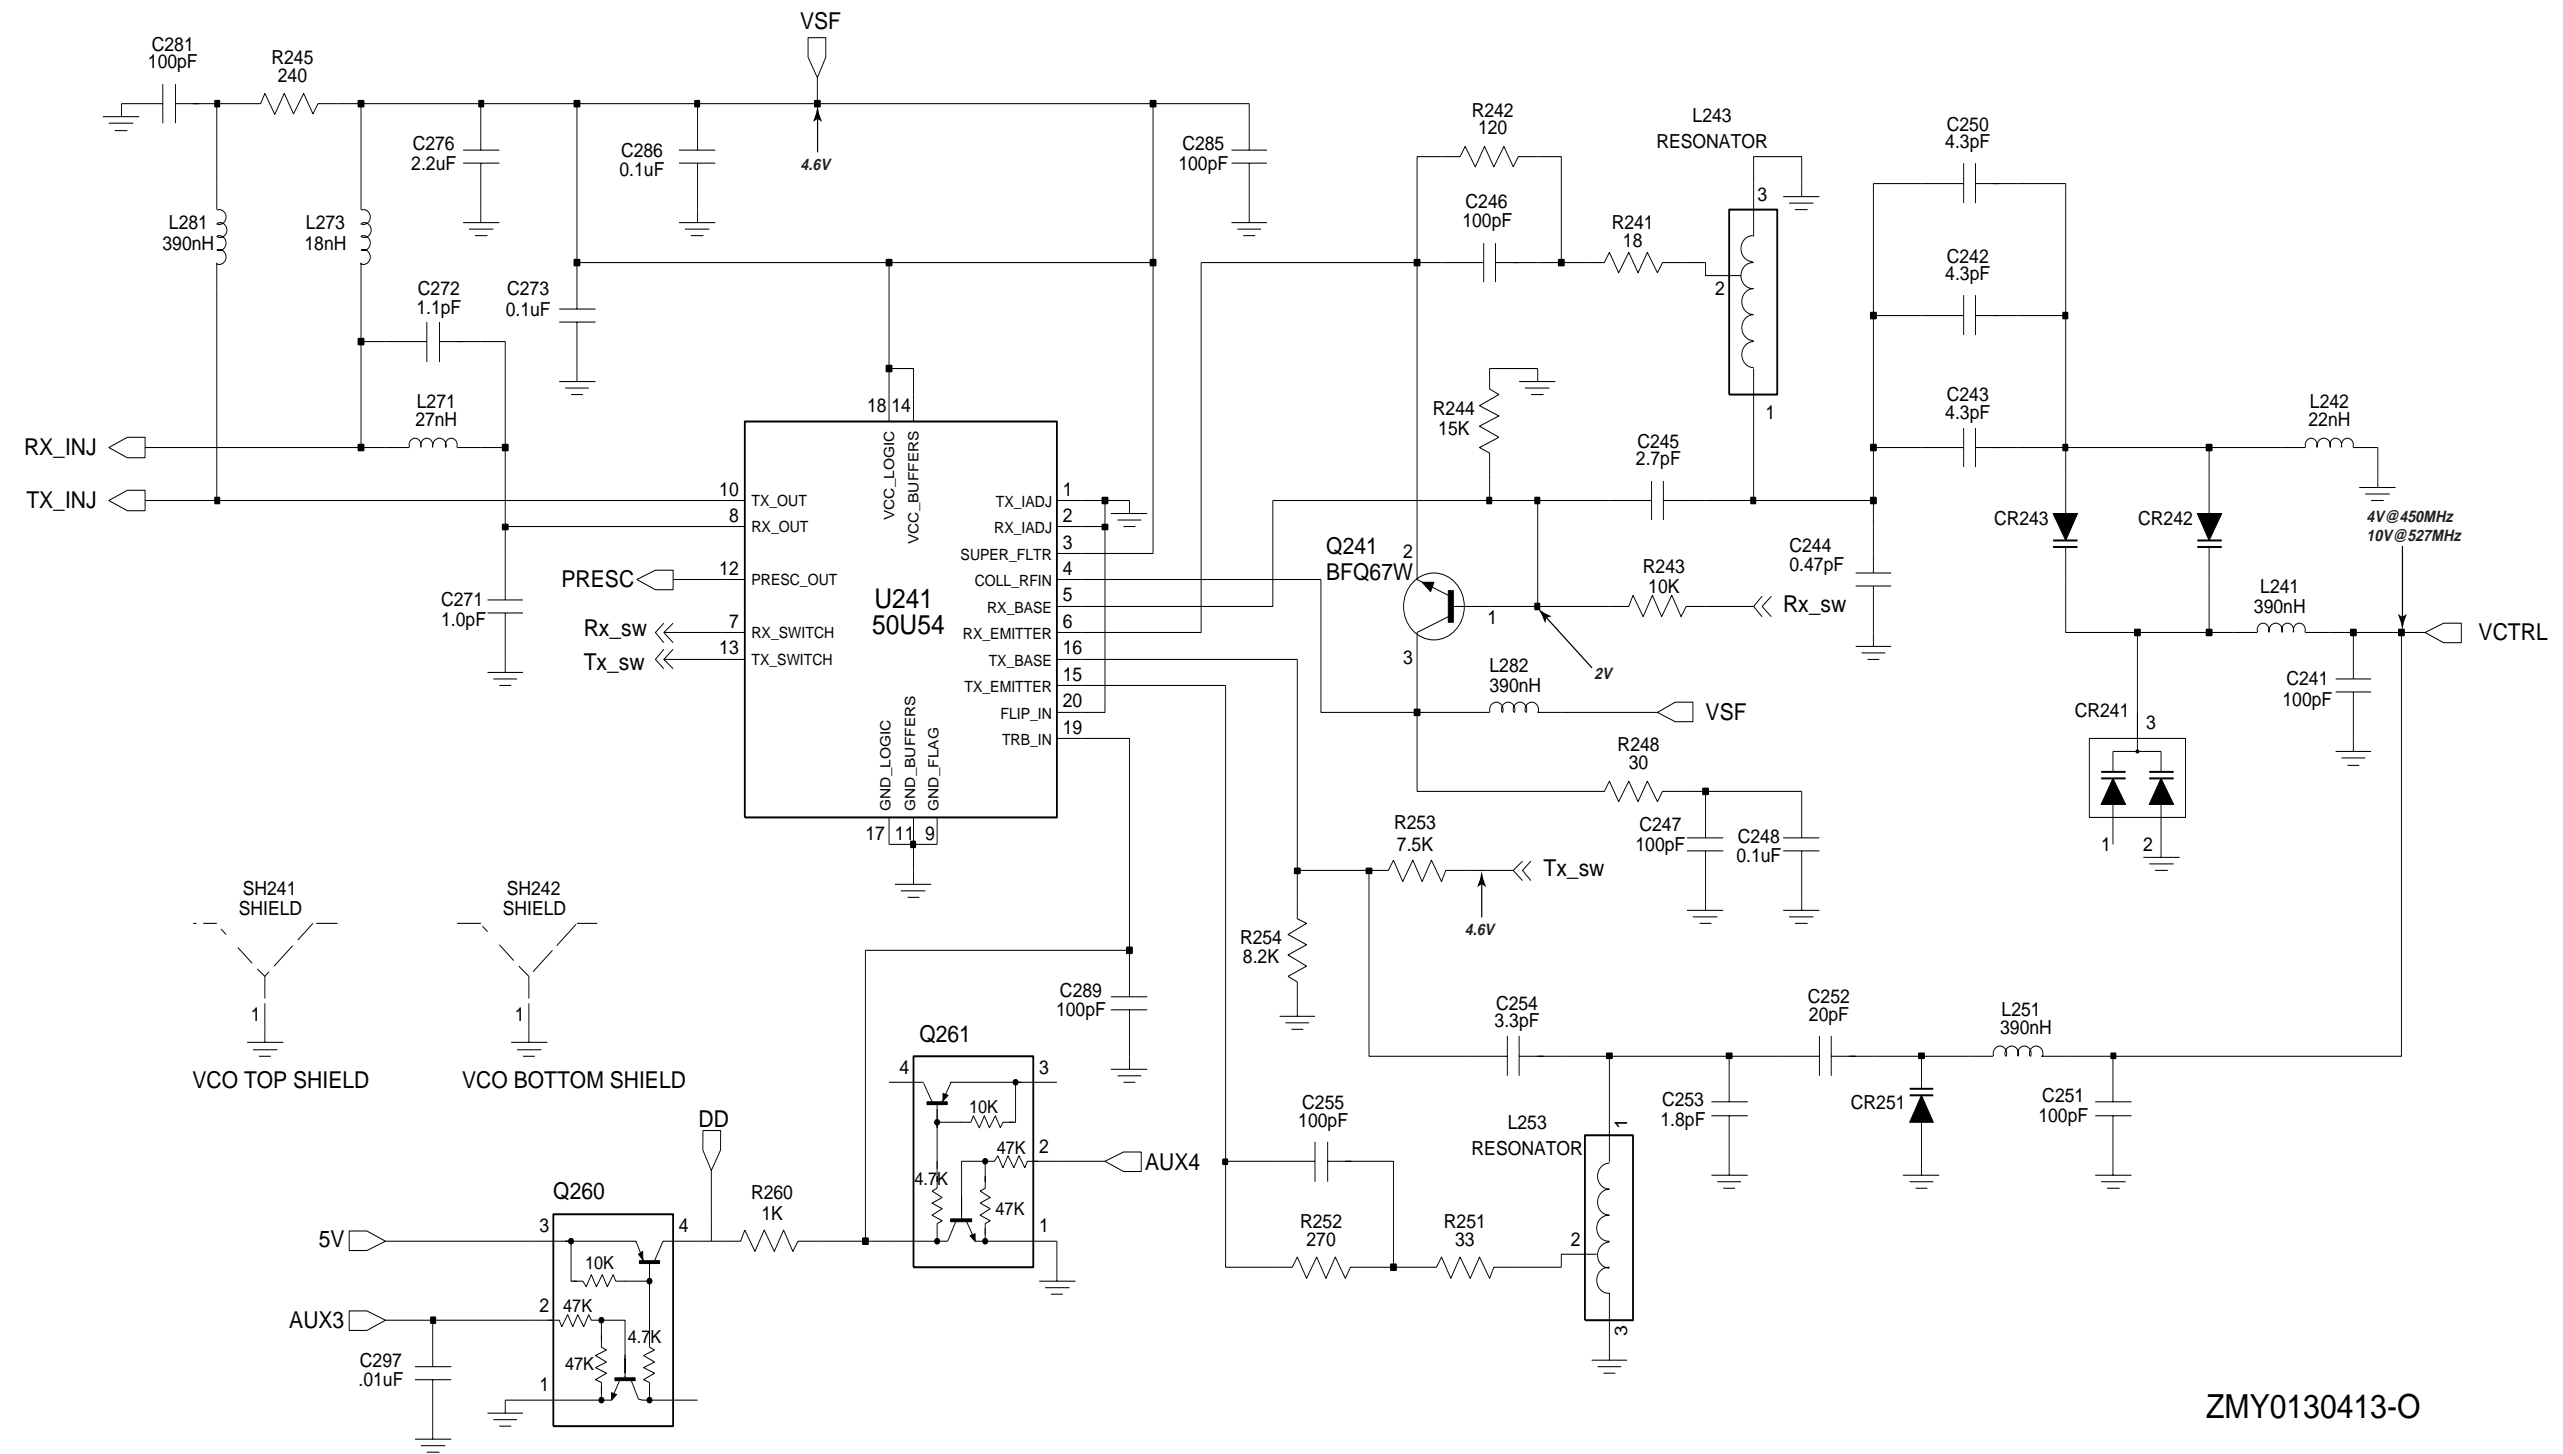 VSF
C281
100pF
R245
240
C276
2.2uF
C286
0.1uF
4.6V
C285
100pF
L281
390nH
L273
18nH
C272
1.1pF
C273
0.1uF
L271
27nH
RX_INJ
TX_INJ
C271
1.0pF
PRESC
Rx_sw
Tx_sw
10
8
12
7
13
18
14
VCC_LOGIC
VCC_BUFFERS
TX_OUT
RX_OUT
PRESC_OUT
RX_SWITCH
TX_SWITCH
U241
50U54
TX_IADJ
RX_IADJ
SUPER_FLTR
COLL_RFIN
RX_BASE
RX_EMITTER
TX_BASE
TX_EMITTER
FLIP_IN
TRB_IN
1
2
3
4
5
6
16
15
20
19
GND_LOGIC
GND_BUFFERS
GND_FLAG
17
11
9
R242
120
C246
100pF
R241
18
L243
RESONATOR
3
2
1
R244
15K
C245
2.7pF
Q241
BFQ67W
2
1
3
R243
10K
Rx_sw
2V
L282
390nH
VSF
R248
30
C247
100pF
C248
0.1uF
C250
4.3pF
C242
4.3pF
C243
4.3pF
C244
0.47pF
L242
22nH
CR243
CR242
4V@450MHz
10V@527MHz
L241
390nH
VCTRL
C241
100pF
CR241
3
1
2
R253
7.5K
Tx_sw
4.6V
R254
8.2K
C254
3.3pF
C252
20pF
L251
390nH
C253
1.8pF
CR251
C251
100pF
C255
100pF
L253
RESONATOR
1
2
3
R252
270
R251
33
SH241
SHIELD
1
VCO TOP SHIELD
SH242
SHIELD
1
VCO BOTTOM SHIELD
C289
100pF
Q261
4
3
10K
47K
2
AUX4
4.7K
47K
1
DD
R260
1K
Q260
5V
3
4
10K
AUX3
2
47K
4.7K
47K
1
C297
.01uF
ZMY0130413-O